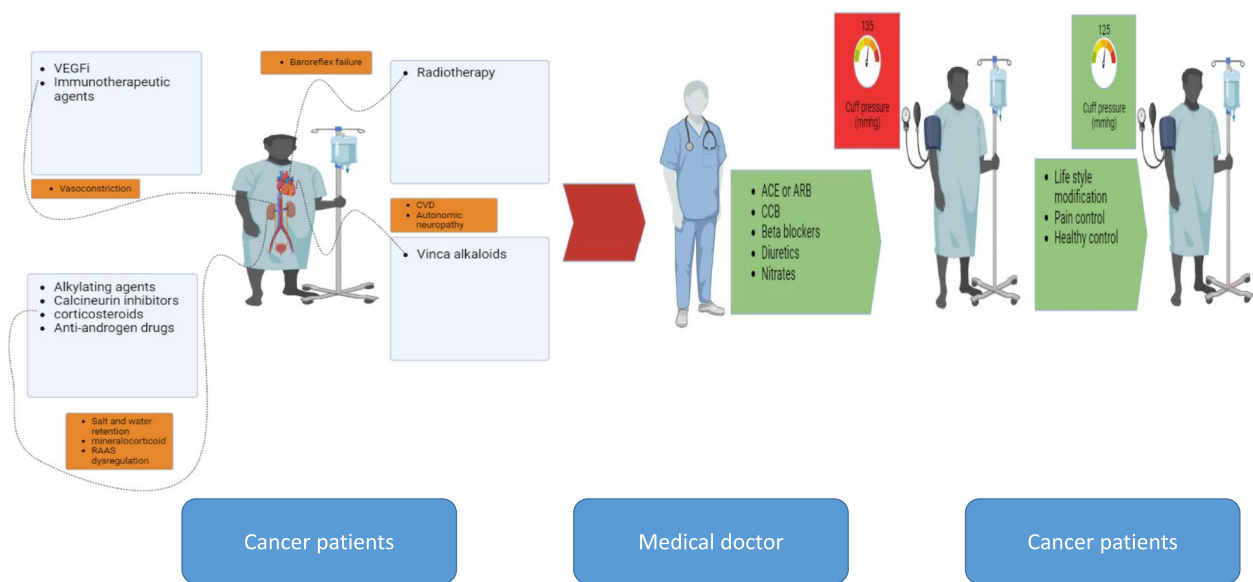 • VEGFi
• Immunotherapeutic
agents
• Vasoconstriction
• Alkylating agents
• Calcineurin inhibitors
• corticosteroids
• Anti-androgen drugs
• Salt and water
retention
• mineralocorticoid
• RAAS
dysregulation
• Baroreflex failure
• Radiotherapy
• CVD
• Autonomic
neuropathy
• Vinca alkaloids
• ACE or ARB
• CCB
• Beta blockers
• Diuretics
• Nitrates
135
Cuff pressure
(mmhg)
• Life style
modification
• Pain control
• Healthy control
125
Cuff pressure
(mmhg)
Cancer patients
Medical doctor
Cancer patients